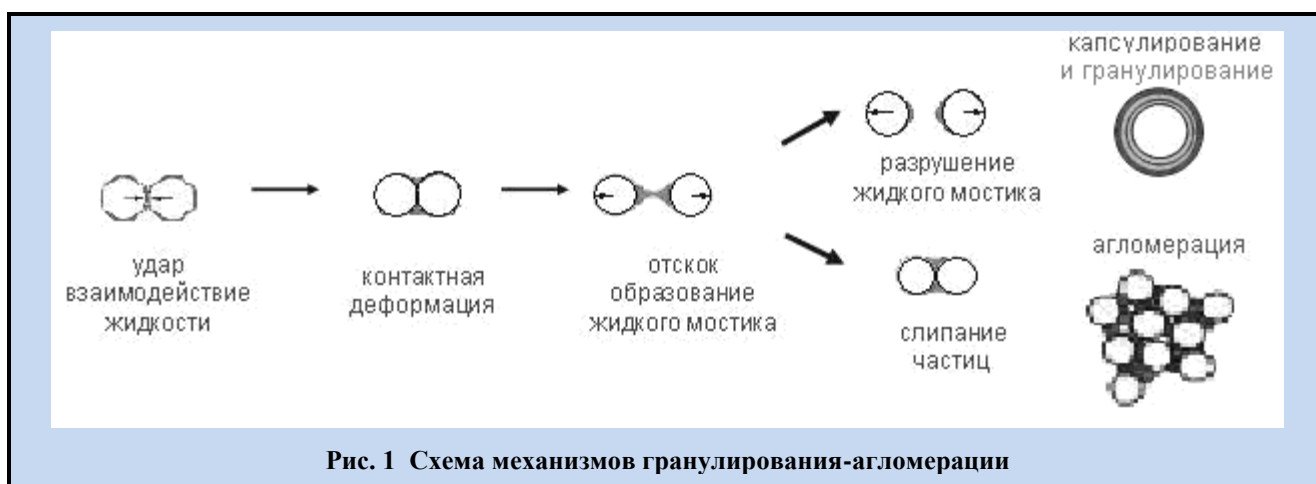 удар
взаимодействие
жидкости
контактная
деформация
отскок
образование
жидкого мостика
разрушение
жидкого мостика
слипание
частиц
капсулирование
и гранулирование
агломерация
Рис. 1 Схема механизмов гранулирования-агломерации